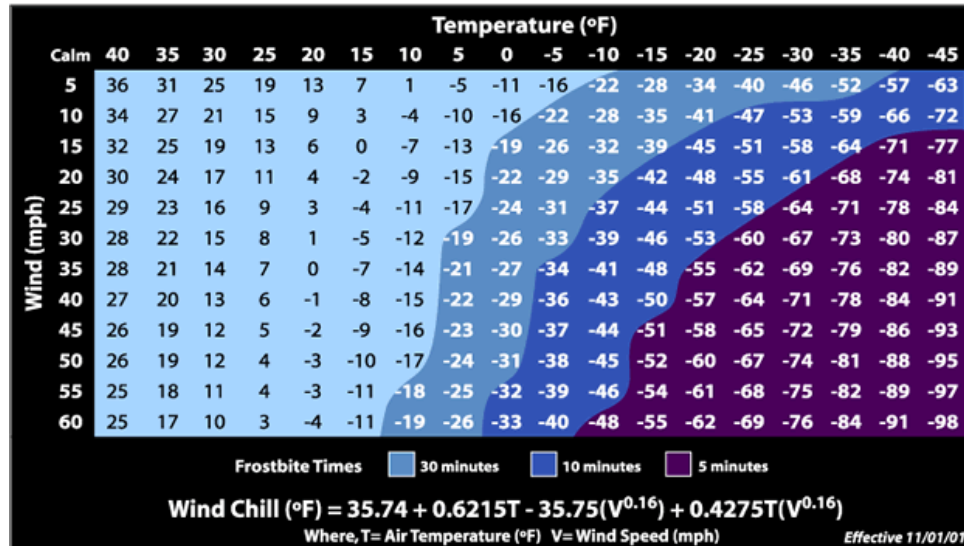 Temperature (ºF)
Calm 40 35 30 25 20 15 10 5 0 -5 -10 -15 -20 -25 -30 -35 -40 -45
5 36 31 25 19 13 7 1 -5 -11 -16 -22 -28 -34 -40 -46 -52 -57 -63
10 34 27 21 15 9 3 -4 -10 -16 -22 -28 -35 -41 -47 -53 -59 -66 -72
15 32 25 19 13 6 0 -7 -13 -19 -26 -32 -39 -45 -51 -58 -64 -71 -77
20 30 24 17 11 4 -2 -9 -15 -22 -29 -35 -42 -48 -55 -61 -68 -74 -81
25 29 23 16 9 3 -4 -11 -17 -24 -31 -37 -44 -51 -58 -64 -71 -78 -84
30 28 22 15 8 1 -5 -12 -19 -26 -33 -39 -46 -53 -60 -67 -73 -80 -87
35 28 21 14 7 0 -7 -14 -21 -27 -34 -41 -48 -55 -62 -69 -76 -82 -89
40 27 20 13 6 -1 -8 -15 -22 -29 -36 -43 -50 -57 -64 -71 -78 -84 -91
45 26 19 12 5 -2 -9 -16 -23 -30 -37 -44 -51 -58 -65 -72 -79 -86 -93
50 26 19 12 4 -3 -10 -17 -24 -31 -38 -45 -52 -60 -67 -74 -81 -88 -95
55 25 18 11 4 -3 -11 -18 -25 -32 -39 -46 -54 -61 -68 -75 -82 -89 -97
60 25 17 10 3 -4 -11 -19 -26 -33 -40 -48 -55 -62 -69 -76 -84 -91 -98
Wind (mph)
Frostbite Times 30 minutes 10 minutes 5 minutes
Wind Chill (ºF) = 35.74 + 0.6215T - 35.75(V^0.16) + 0.4275T(V^0.16)
Where, T= Air Temperature (ºF) V= Wind Speed (mph)
Effective 11/01/01